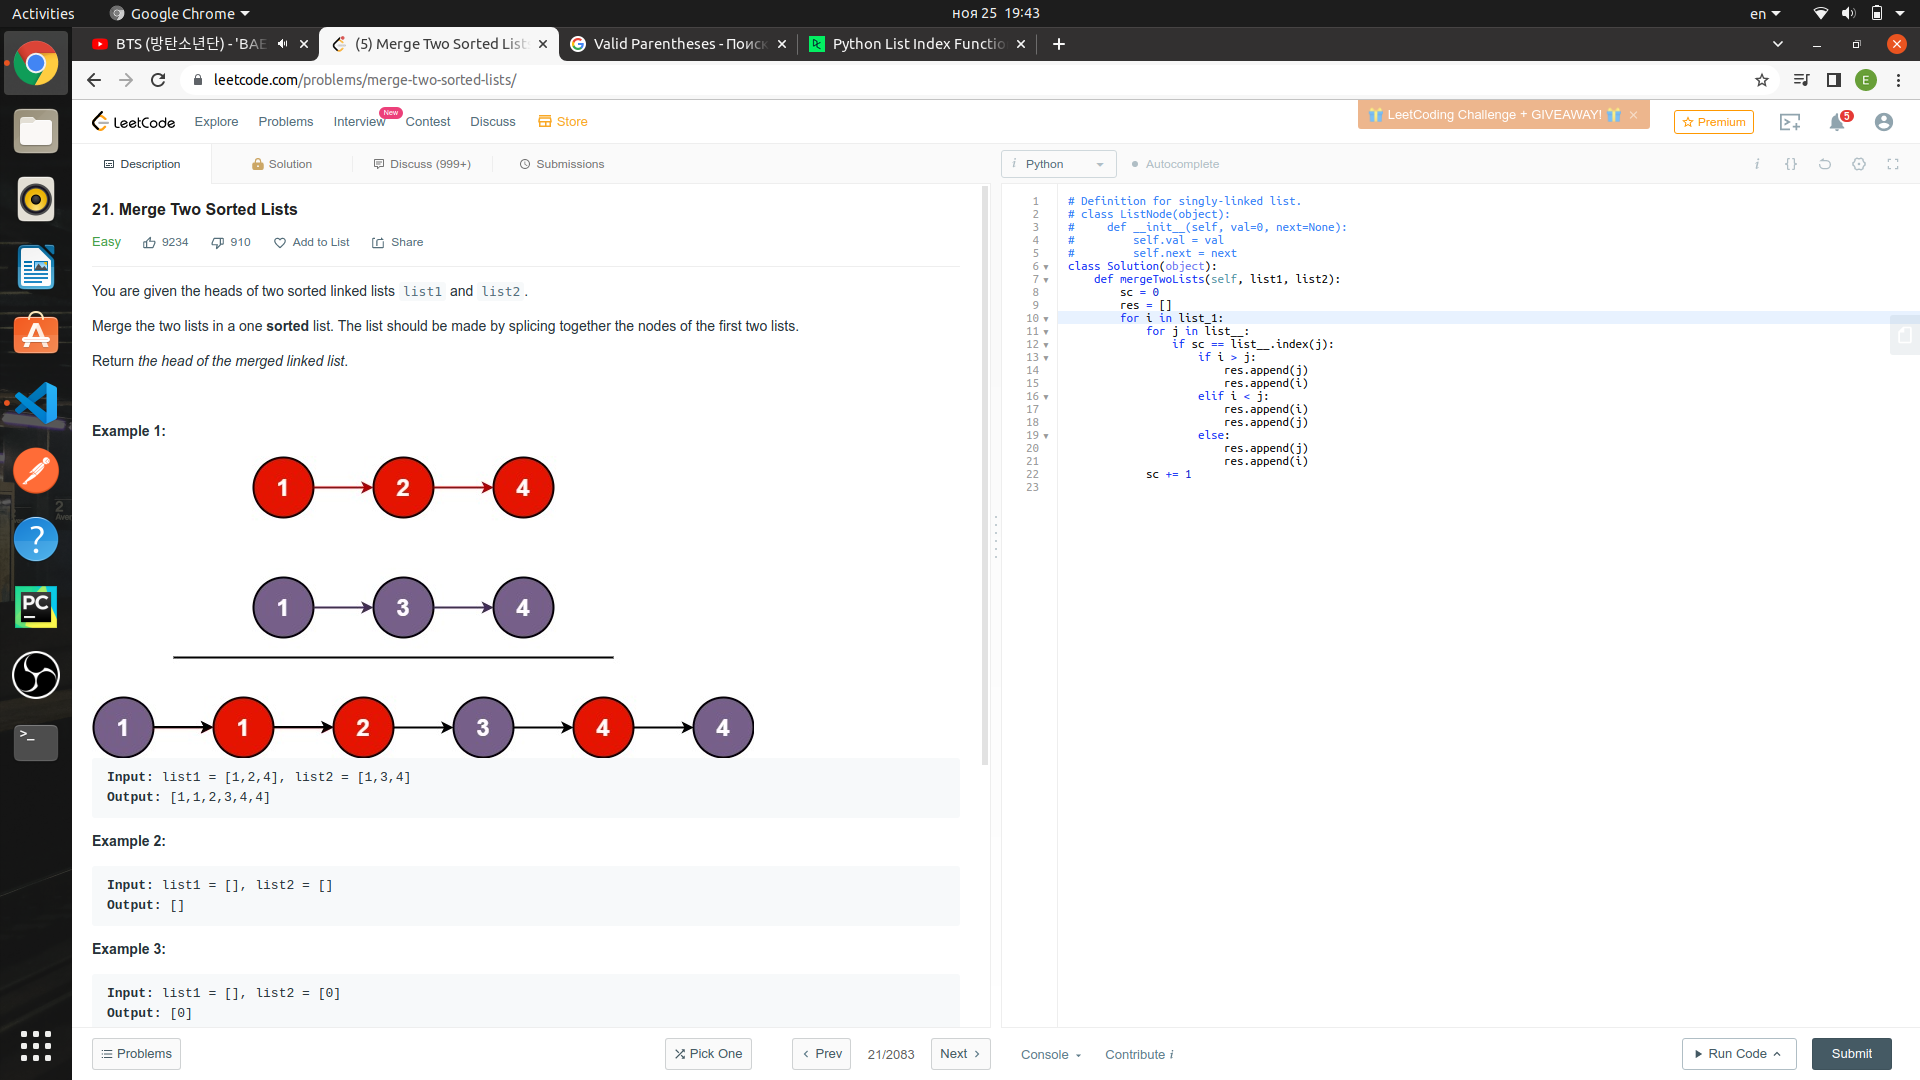 Activities
Google Chrome
ноя 25 19:43
en
BTS (방탄소년단) - 'BAE
(5) Merge Two Sorted List
Valid Parentheses - Поиск
Python List Index Functio
leetcode.com/problems/merge-two-sorted-lists/
E
LeetCode
Explore
Problems
Interview
New
Contest
Discuss
Store
LeetCoding Challenge + GIVEAWAY!
Premium
5
Description
Solution
Discuss (999+)
Submissions
i Python
Autocomplete
21. Merge Two Sorted Lists
Easy
9234
910
Add to List
Share
You are given the heads of two sorted linked lists list1 and list2.
Merge the two lists in a one sorted list. The list should be made by splicing together the nodes of the first two lists.
Return the head of the merged linked list.
Example 1:
1 2 4
1 3 4
1 1 2 3 4 4
Input: list1 = [1,2,4], list2 = [1,3,4]
Output: [1,1,2,3,4,4]
Example 2:
Input: list1 = [], list2 = []
Output: []
Example 3:
Input: list1 = [], list2 = [0]
Output: [0]
1 # Definition for singly-linked list.
2 # class ListNode(object):
3 #     def __init__(self, val=0, next=None):
4 #         self.val = val
5 #         self.next = next
6 class Solution(object):
7     def mergeTwoLists(self, list1, list2):
8         sc = 0
9         res = []
10         for i in list_1:
11             for j in list__:
12                 if sc == list__.index(j):
13                     if i > j:
14                         res.append(j)
15                         res.append(i)
16                     elif i < j:
17                         res.append(i)
18                         res.append(j)
19                     else:
20                         res.append(j)
21                         res.append(i)
22             sc += 1
23
Problems
Pick One
Prev
21/2083
Next
Console
Contribute i
Run Code
Submit
PC